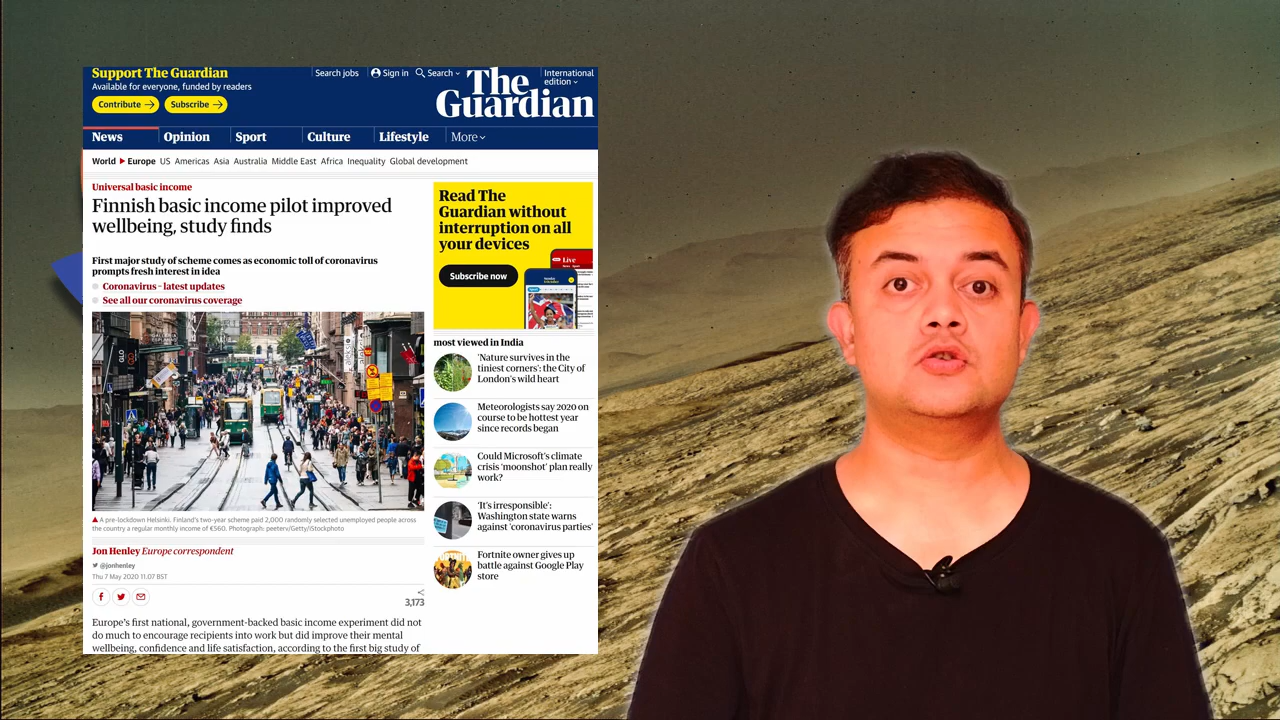 Support The Guardian
Available for everyone, funded by readers
Contribute
Subscribe
Search jobs
Sign in
Search
International
edition
The
Guardian
News
Opinion
Sport
Culture
Lifestyle
More
World
Europe
US
Americas
Asia
Australia
Middle East
Africa
Inequality
Global development
Universal basic income
Finnish basic income pilot improved
wellbeing, study finds
First major study of scheme comes as economic toll of coronavirus
prompts fresh interest in idea
Coronavirus – latest updates
See all our coronavirus coverage
A pre-lockdown Helsinki. Finland's two-year scheme paid 2,000 randomly selected unemployed people across
the country a regular monthly income of €560. Photograph: peeterv/Getty/iStockphoto
Jon Henley Europe correspondent
@jonhenley
Thu 7 May 2020 11.07 BST
3,173
Europe's first national, government-backed basic income experiment did not
do much to encourage recipients into work but did improve their mental
wellbeing, confidence and life satisfaction, according to the first big study of
Read The
Guardian without
interruption on all
your devices
Subscribe now
Live
most viewed in India
'Nature survives in the
tiniest corners': the City of
London's wild heart
Meteorologists say 2020 on
course to be hottest year
since records began
Could Microsoft's climate
crisis 'moonshot' plan really
work?
'It's irresponsible':
Washington state warns
against 'coronavirus parties'
Fortnite owner gives up
battle against Google Play
store